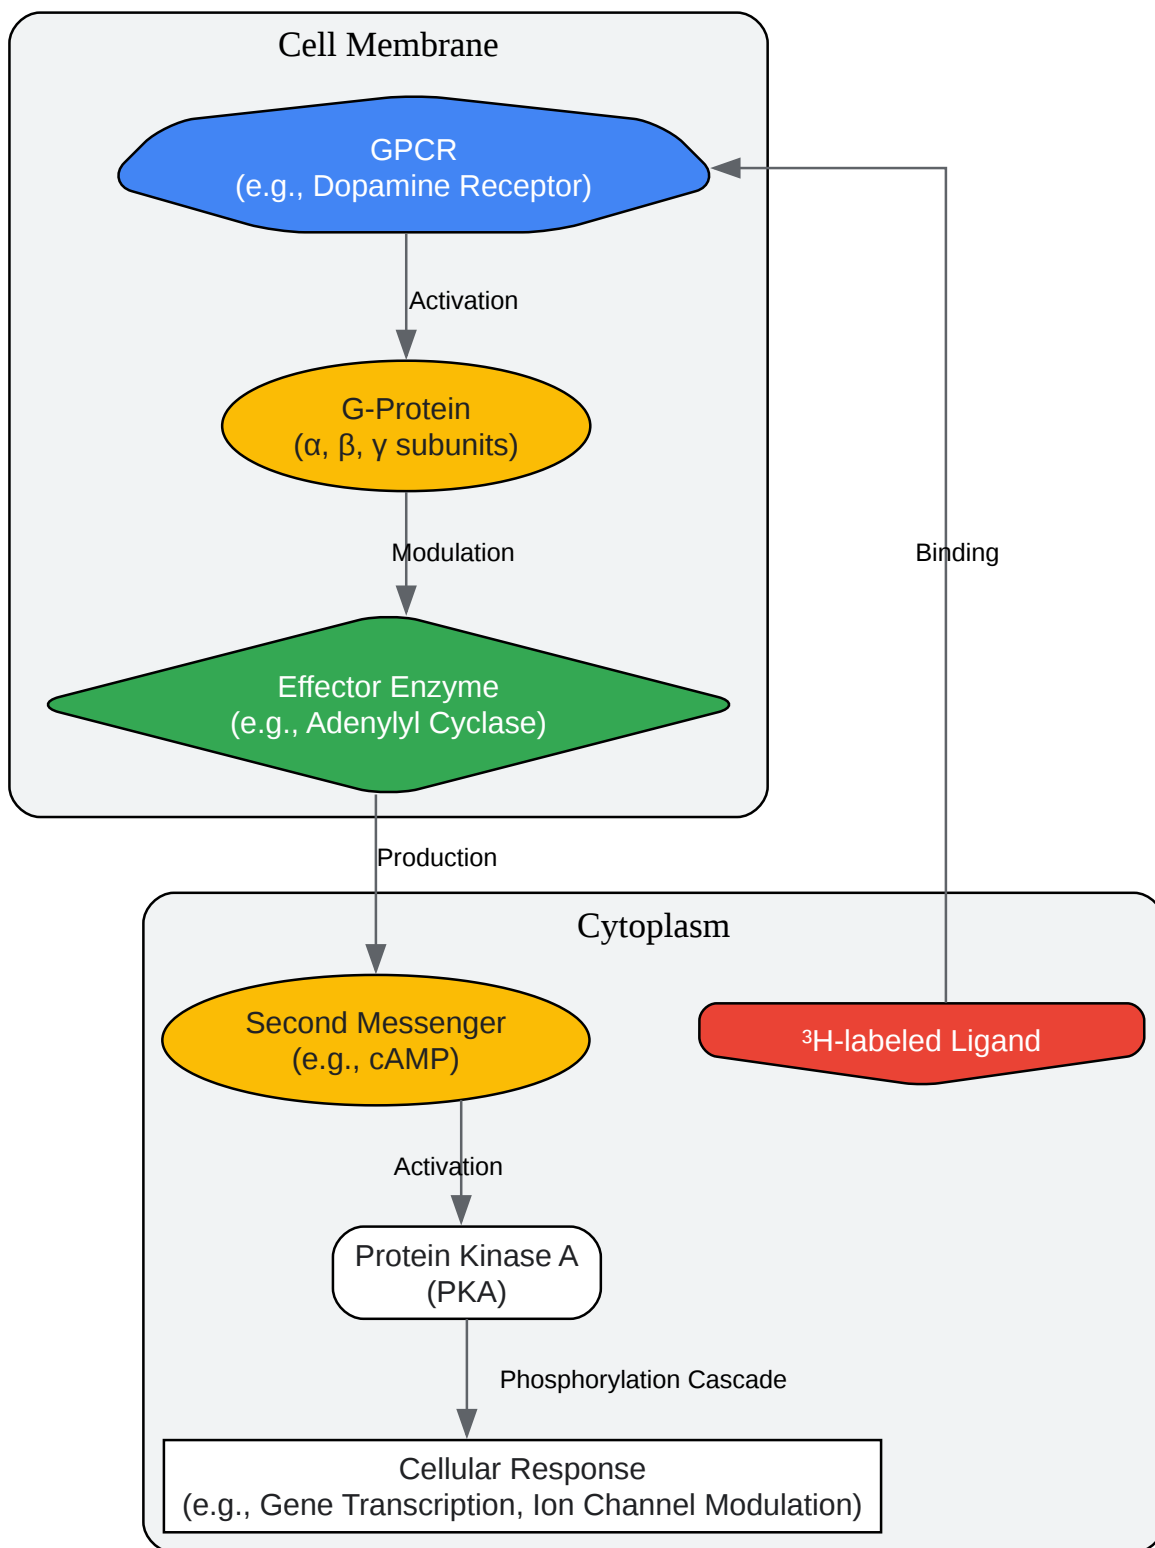 Cell Membrane
GPCR
(e.g., Dopamine Receptor)
Activation
G-Protein
(α, β, γ subunits)
Modulation
Binding
Effector Enzyme
(e.g., Adenylyl Cyclase)
Production
Cytoplasm
Second Messenger
(e.g., cAMP)
³H-labeled Ligand
Activation
Protein Kinase A
(PKA)
Phosphorylation Cascade
Cellular Response
(e.g., Gene Transcription, Ion Channel Modulation)